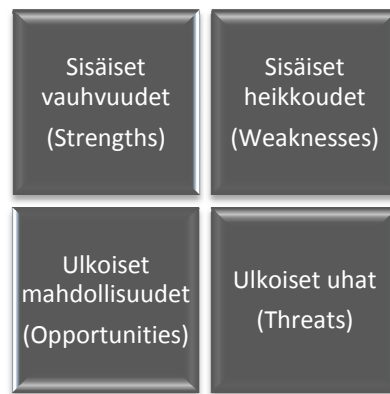 Sisäiset
vauhvuudet
(Strengths)
Sisäiset
heikkoudet
(Weaknesses)
Ulkoiset
mahdollisuudet
(Opportunities)
Ulkoiset uhat
(Threats)